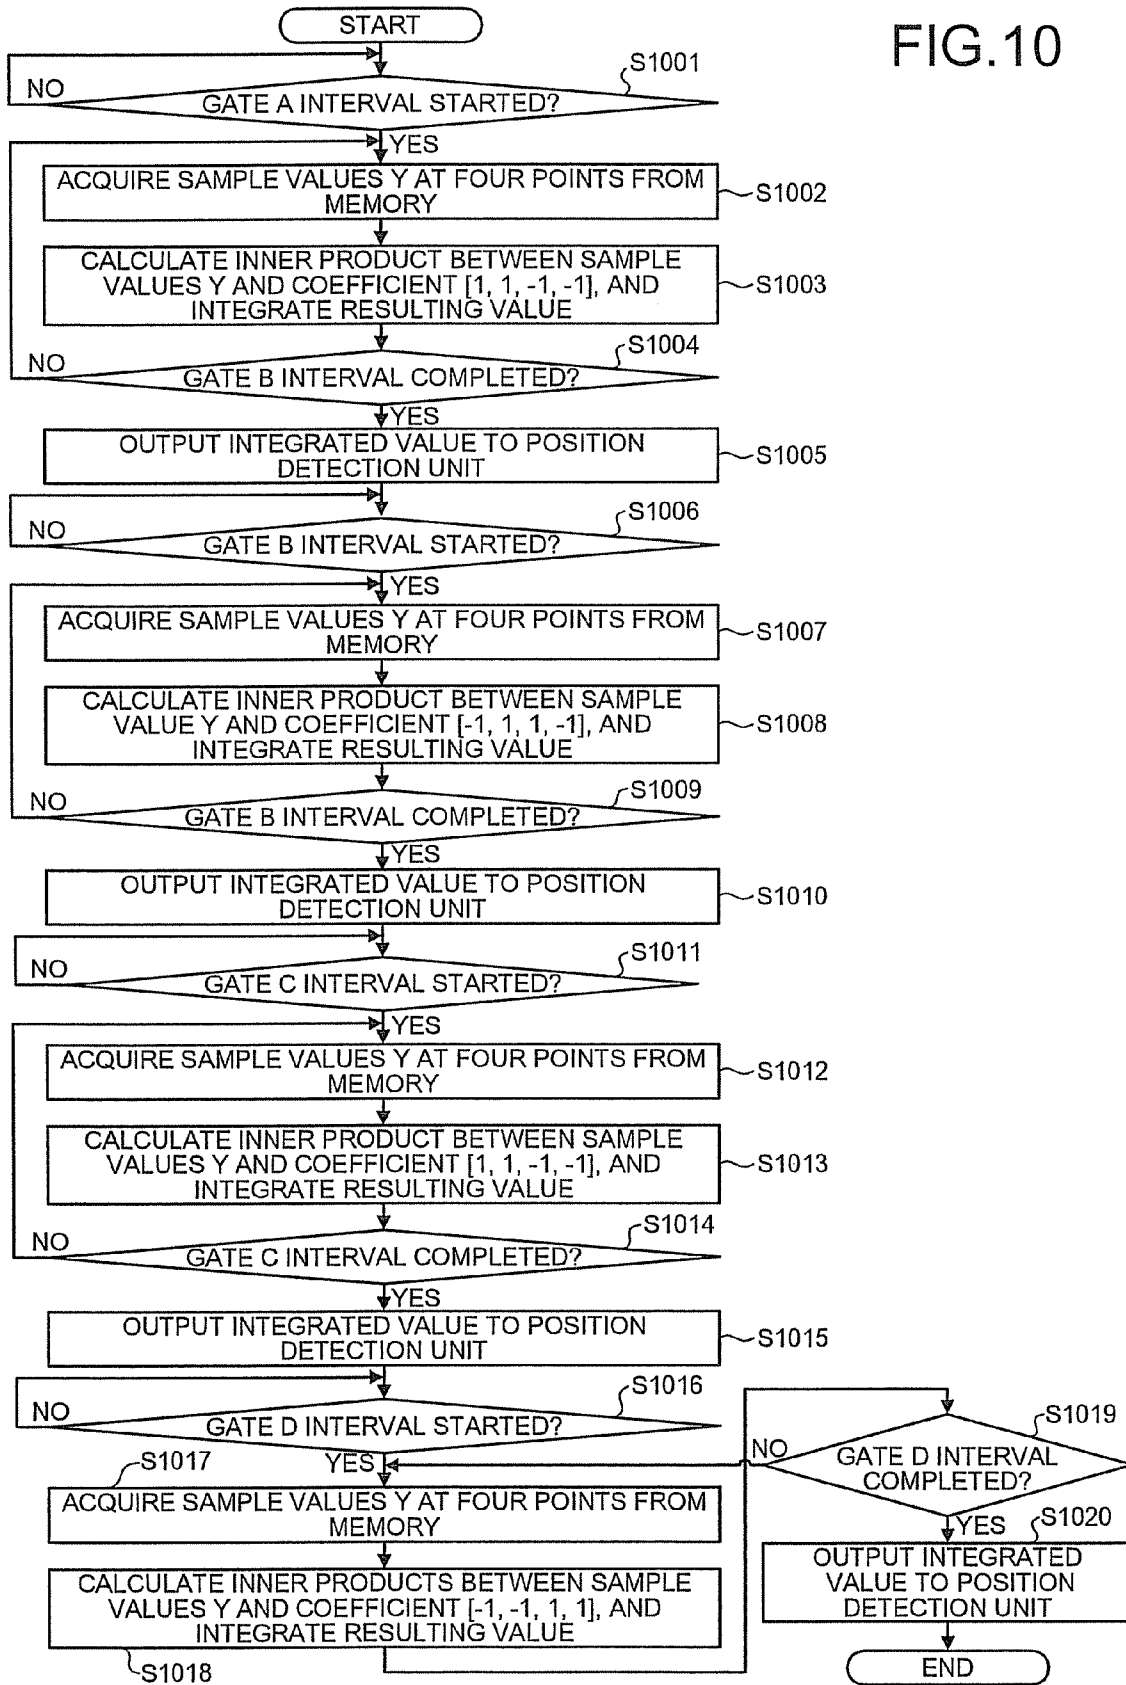 FIG.10
START
S1001
NO
GATE A INTERVAL STARTED?
YES
ACQUIRE SAMPLE VALUES Y AT FOUR POINTS FROM
MEMORY
S1002
CALCULATE INNER PRODUCT BETWEEN SAMPLE
VALUES Y AND COEFFICIENT [1, 1, -1, -1], AND
INTEGRATE RESULTING VALUE
S1003
S1004
NO
GATE B INTERVAL COMPLETED?
YES
OUTPUT INTEGRATED VALUE TO POSITION
DETECTION UNIT
S1005
S1006
NO
GATE B INTERVAL STARTED?
YES
ACQUIRE SAMPLE VALUES Y AT FOUR POINTS FROM
MEMORY
S1007
CALCULATE INNER PRODUCT BETWEEN SAMPLE
VALUE Y AND COEFFICIENT [-1, 1, 1, -1], AND
INTEGRATE RESULTING VALUE
S1008
S1009
NO
GATE B INTERVAL COMPLETED?
YES
OUTPUT INTEGRATED VALUE TO POSITION
DETECTION UNIT
S1010
S1011
NO
GATE C INTERVAL STARTED?
YES
ACQUIRE SAMPLE VALUES Y AT FOUR POINTS FROM
MEMORY
S1012
CALCULATE INNER PRODUCT BETWEEN SAMPLE
VALUES Y AND COEFFICIENT [1, 1, -1, -1], AND
INTEGRATE RESULTING VALUE
S1013
S1014
NO
GATE C INTERVAL COMPLETED?
YES
OUTPUT INTEGRATED VALUE TO POSITION
DETECTION UNIT
S1015
S1016
NO
GATE D INTERVAL STARTED?
YES
S1017
ACQUIRE SAMPLE VALUES Y AT FOUR POINTS FROM
MEMORY
CALCULATE INNER PRODUCTS BETWEEN SAMPLE
VALUES Y AND COEFFICIENT [-1, -1, 1, 1], AND
INTEGRATE RESULTING VALUE
S1018
S1019
NO
GATE D INTERVAL
COMPLETED?
YES
S1020
OUTPUT INTEGRATED
VALUE TO POSITION
DETECTION UNIT
END